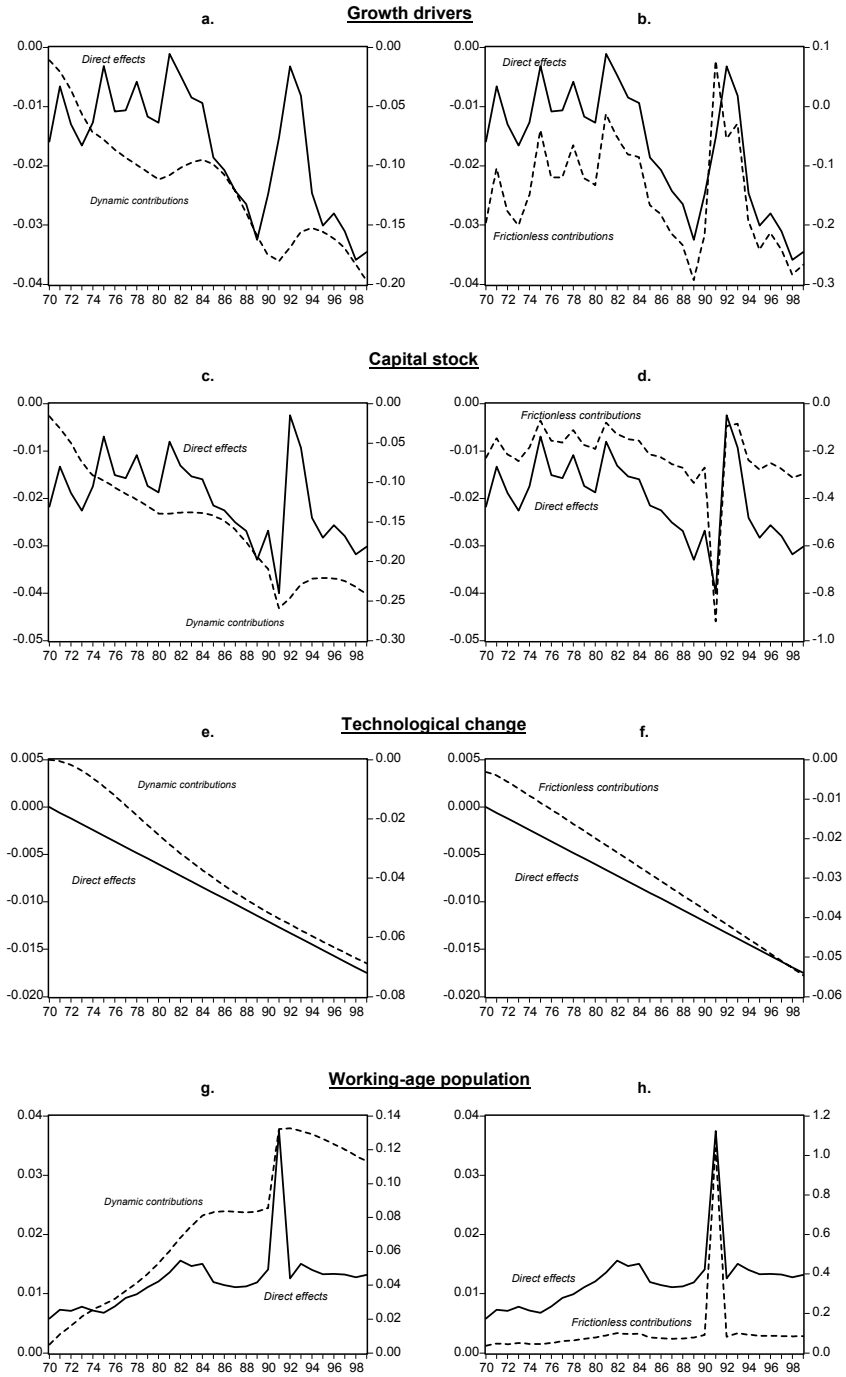 Growth drivers
a.
b.
0.00
-0.01
-0.02
-0.03
-0.04
0.00
-0.05
-0.10
-0.15
-0.20
Direct effects
Dynamic contributions
70 72 74 76 78 80 82 84 86 88 90 92 94 96 98
0.00
-0.01
-0.02
-0.03
-0.04
0.1
0.0
-0.1
-0.2
-0.3
Direct effects
Frictionless contributions
70 72 74 76 78 80 82 84 86 88 90 92 94 96 98
Capital stock
c.
d.
0.00
-0.01
-0.02
-0.03
-0.04
-0.05
0.00
-0.05
-0.10
-0.15
-0.20
-0.25
-0.30
Direct effects
Dynamic contributions
70 72 74 76 78 80 82 84 86 88 90 92 94 96 98
0.00
-0.01
-0.02
-0.03
-0.04
-0.05
0.0
-0.2
-0.4
-0.6
-0.8
-1.0
Frictionless contributions
Direct effects
70 72 74 76 78 80 82 84 86 88 90 92 94 96 98
Technological change
e.
f.
0.005
0.000
-0.005
-0.010
-0.015
-0.020
0.00
-0.02
-0.04
-0.06
-0.08
Dynamic contributions
Direct effects
70 72 74 76 78 80 82 84 86 88 90 92 94 96 98
0.005
0.000
-0.005
-0.010
-0.015
-0.020
0.00
-0.01
-0.02
-0.03
-0.04
-0.05
-0.06
Frictionless contributions
Direct effects
70 72 74 76 78 80 82 84 86 88 90 92 94 96 98
Working-age population
g.
h.
0.04
0.03
0.02
0.01
0.00
0.14
0.12
0.10
0.08
0.06
0.04
0.02
0.00
Dynamic contributions
Direct effects
70 72 74 76 78 80 82 84 86 88 90 92 94 96 98
0.04
0.03
0.02
0.01
0.00
1.2
1.0
0.8
0.6
0.4
0.2
0.0
Direct effects
Frictionless contributions
70 72 74 76 78 80 82 84 86 88 90 92 94 96 98